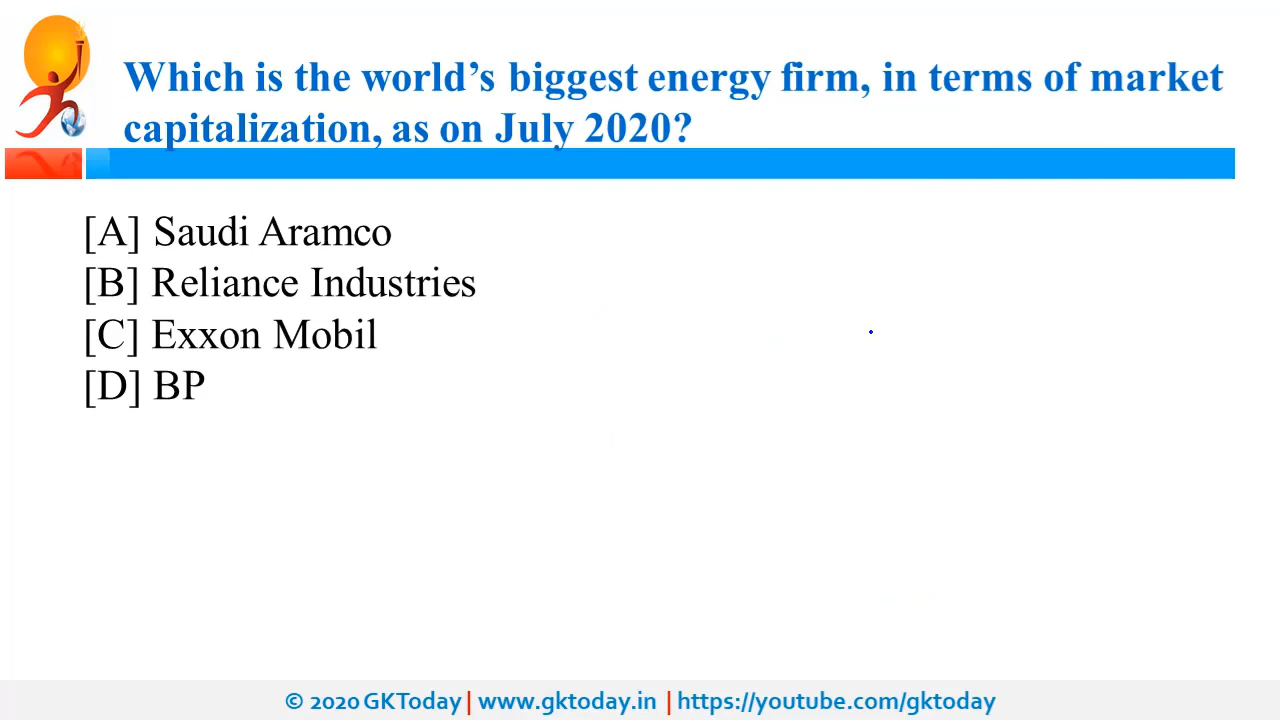 Which is the world’s biggest energy firm, in terms of market
capitalization, as on July 2020?
[A] Saudi Aramco
[B] Reliance Industries
[C] Exxon Mobil
[D] BP
© 2020 GKToday | www.gktoday.in | https://youtube.com/gktoday